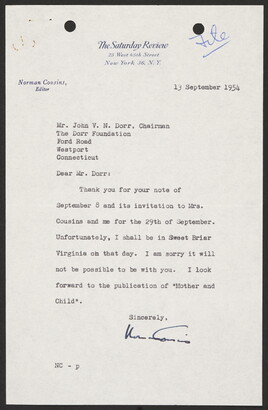 The Saturday Review
25 West 45th Street
New York 36, N.Y.
File
Norman Cousins,
Editor
13 September 1954
Mr. John V. N. Dorr, Chairman
The Dorr Foundation
Ford Road
Westport
Connecticut
Dear Mr. Dorr:
Thank you for your note of
September 8 and its invitation to Mrs.
Cousins and me for the 29th of September.
Unfortunately, I shall be in Sweet Briar
Virginia on that day. I am sorry it will
not be possible to be with you. I look
forward to the publication of "Mother and
Child".
Sincerely,
NC - p